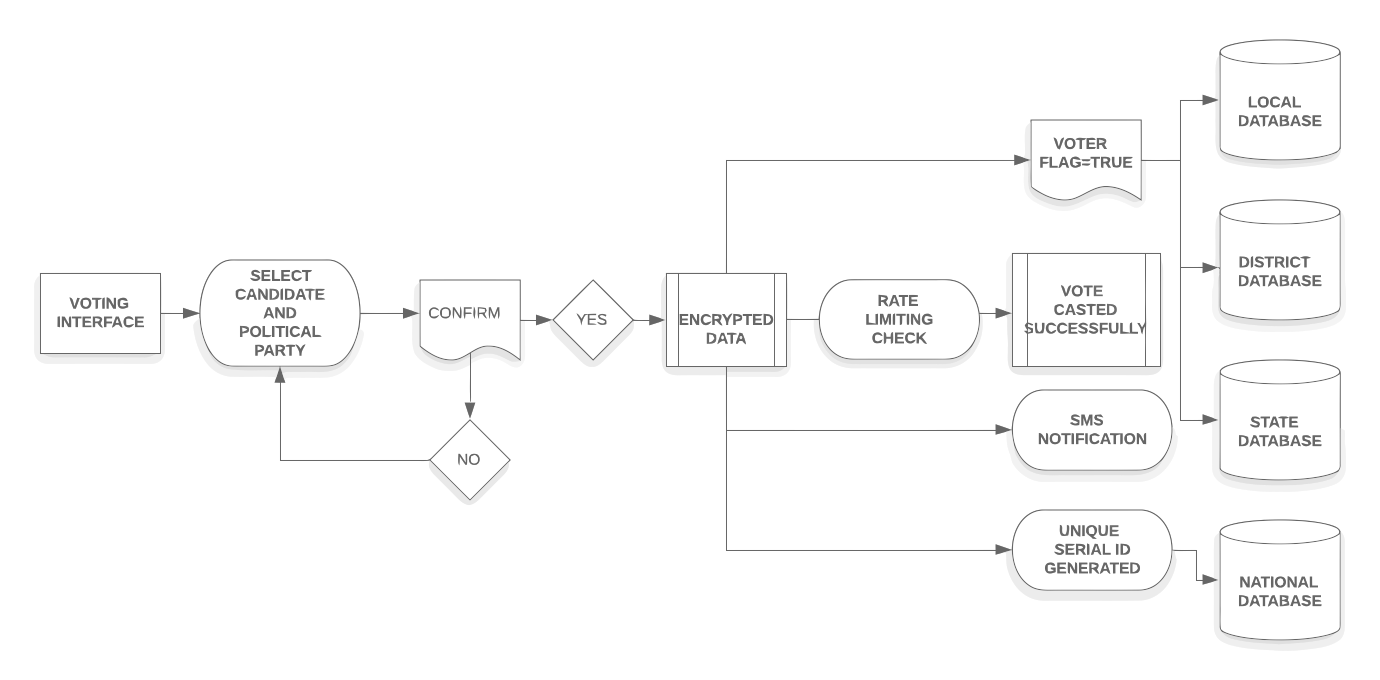 VOTING
INTERFACE
SELECT
CANDIDATE
AND
POLITICAL
PARTY
CONFIRM
NO
YES
ENCRYPTED
DATA
VOTER
FLAG=TRUE
RATE
LIMITING
CHECK
VOTE
CASTED
SUCCESSFULLY
SMS
NOTIFICATION
UNIQUE
SERIAL ID
GENERATED
LOCAL
DATABASE
DISTRICT
DATABASE
STATE
DATABASE
NATIONAL
DATABASE